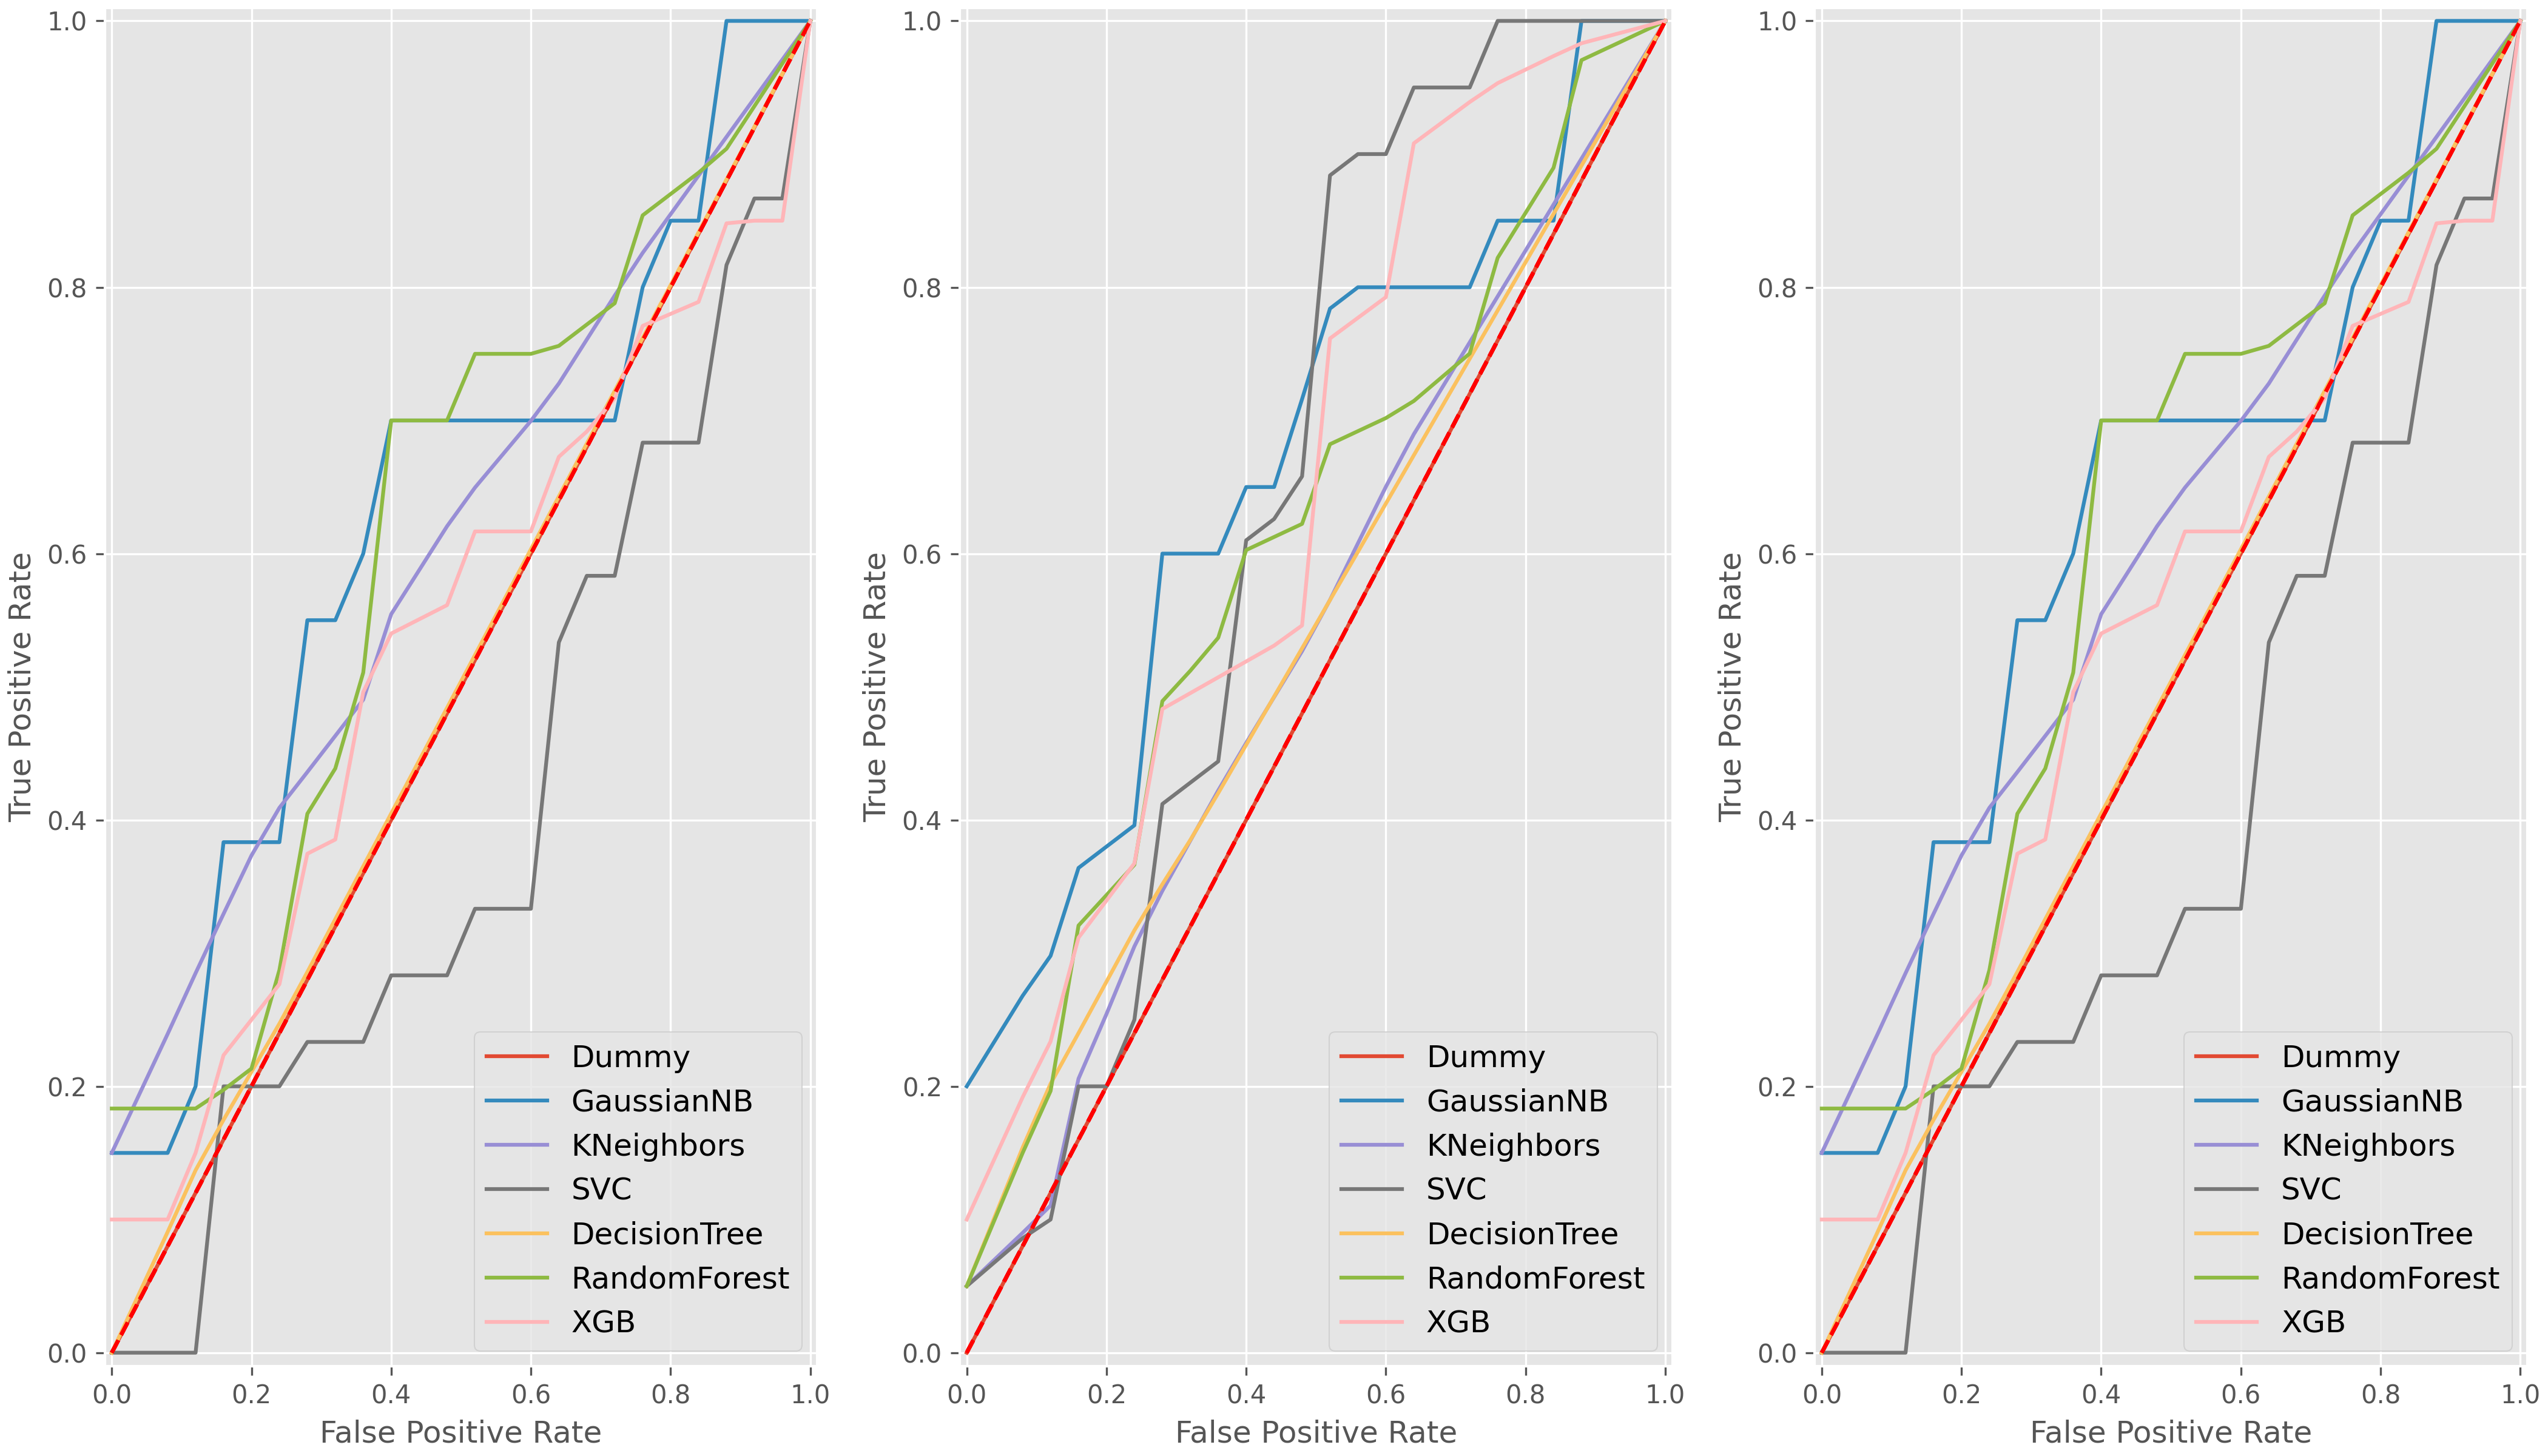 1.0
0.8
0.6
0.4
0.2
0.0
True Positive Rate
Dummy
GaussianNB
KNeighbors
SVC
DecisionTree
RandomForest
XGB
0.0 0.2 0.4 0.6 0.8 1.0
False Positive Rate
1.0
0.8
0.6
0.4
0.2
0.0
True Positive Rate
Dummy
GaussianNB
KNeighbors
SVC
DecisionTree
RandomForest
XGB
0.0 0.2 0.4 0.6 0.8 1.0
False Positive Rate
1.0
0.8
0.6
0.4
0.2
0.0
True Positive Rate
Dummy
GaussianNB
KNeighbors
SVC
DecisionTree
RandomForest
XGB
0.0 0.2 0.4 0.6 0.8 1.0
False Positive Rate